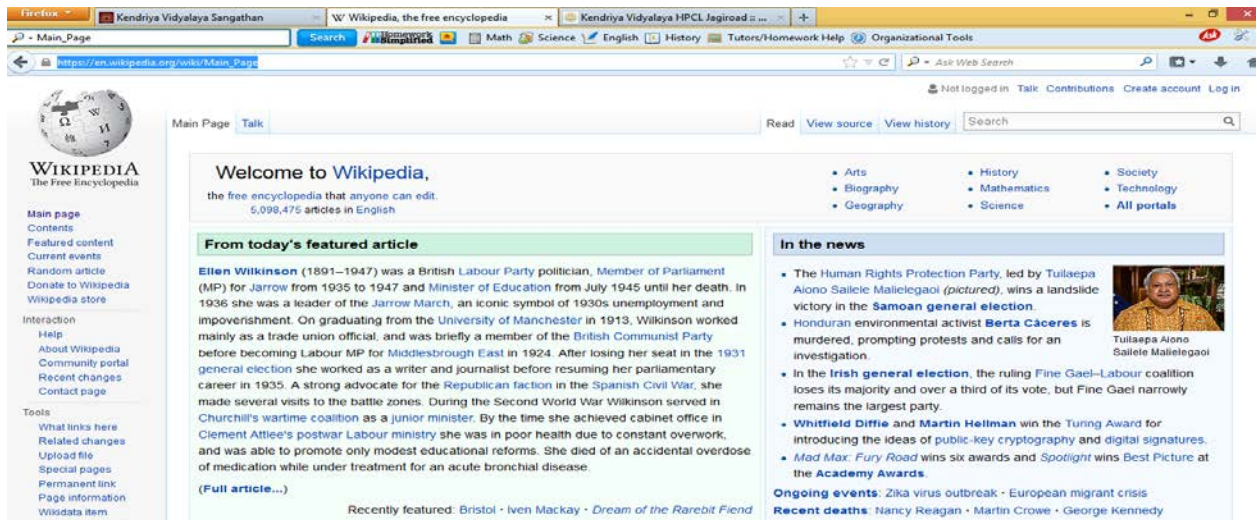 Firefox
Kendriya Vidyalaya Sangathan
W Wikipedia, the free encyclopedia
Kendriya Vidyalaya HPCL Jagiroad :: ...
Main_Page
Search
Homework Simplified
Math
Science
English
History
Tutors/Homework Help
Organizational Tools
Ask
https://en.wikipedia.org/wiki/Main_Page
Ask Web Search
Not logged in Talk Contributions Create account Log in
Main Page Talk
Read View source View history Search
WIKIPEDIA
The Free Encyclopedia
Main page
Contents
Featured content
Current events
Random article
Donate to Wikipedia
Wikipedia store
Interaction
Help
About Wikipedia
Community portal
Recent changes
Contact page
Tools
What links here
Related changes
Upload file
Special pages
Permanent link
Page information
Wikidata item
Welcome to Wikipedia,
the free encyclopedia that anyone can edit.
5,098,475 articles in English
• Arts
• Biography
• Geography
• History
• Mathematics
• Science
• Society
• Technology
• All portals
From today's featured article
Ellen Wilkinson (1891–1947) was a British Labour Party politician, Member of Parliament
(MP) for Jarrow from 1935 to 1947 and Minister of Education from July 1945 until her death. In
1936 she was a leader of the Jarrow March, an iconic symbol of 1930s unemployment and
impoverishment. On graduating from the University of Manchester in 1913, Wilkinson worked
mainly as a trade union official, and was briefly a member of the British Communist Party
before becoming Labour MP for Middlesbrough East in 1924. After losing her seat in the 1931
general election she worked as a writer and journalist before resuming her parliamentary
career in 1935. A strong advocate for the Republican faction in the Spanish Civil War, she
made several visits to the battle zones. During the Second World War Wilkinson served in
Churchill's wartime coalition as a junior minister. By the time she achieved cabinet office in
Clement Attlee's postwar Labour ministry she was in poor health due to constant overwork,
and was able to promote only modest educational reforms. She died of an accidental overdose
of medication while under treatment for an acute bronchial disease.
(Full article...)
Recently featured: Bristol · Iven Mackay · Dream of the Rarebit Fiend
In the news
• The Human Rights Protection Party, led by Tuilaepa
Aiono Sailele Malielegaoi (pictured), wins a landslide
victory in the Samoan general election.
• Honduran environmental activist Berta Cáceres is
murdered, prompting protests and calls for an
investigation.
Tuilaepa Aiono
Sailele Malielegaoi
• In the Irish general election, the ruling Fine Gael–Labour coalition
loses its majority and over a third of its vote, but Fine Gael narrowly
remains the largest party.
• Whitfield Diffie and Martin Hellman win the Turing Award for
introducing the ideas of public-key cryptography and digital signatures.
• Mad Max: Fury Road wins six awards and Spotlight wins Best Picture at
the Academy Awards.
Ongoing events: Zika virus outbreak · European migrant crisis
Recent deaths: Nancy Reagan · Martin Crowe · George Kennedy